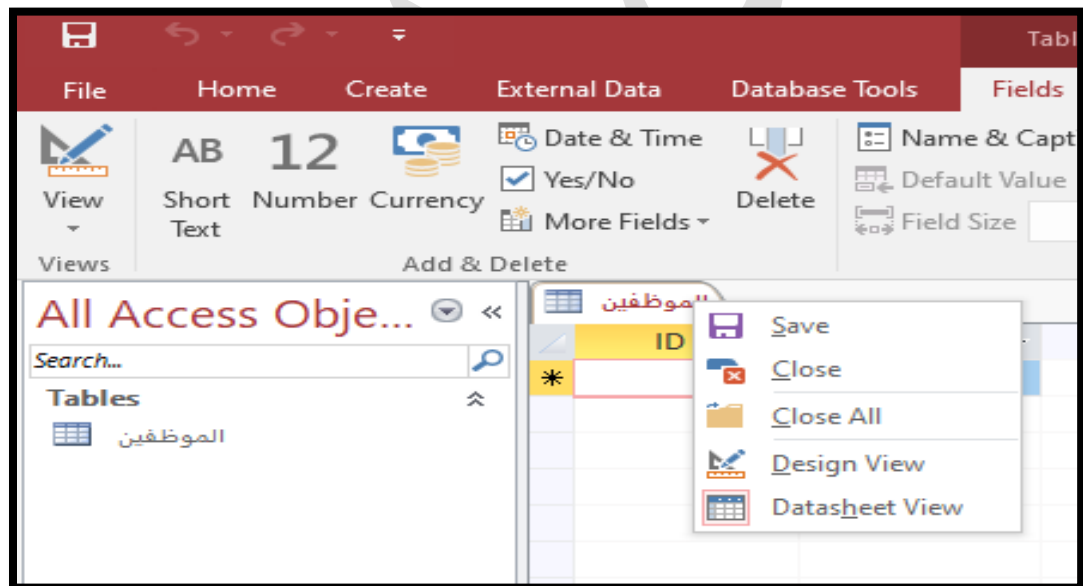 Tabl
File Home Create External Data Database Tools Fields
AB 12 Date & Time Name & Capt
Yes/No Default Value
View Short Text Number Currency More Fields Delete Field Size
Views Add & Delete
All Access Obje...
Search...
Tables
الموظفين
الموظفين
ID
Save
Close
Close All
Design View
Datasheet View